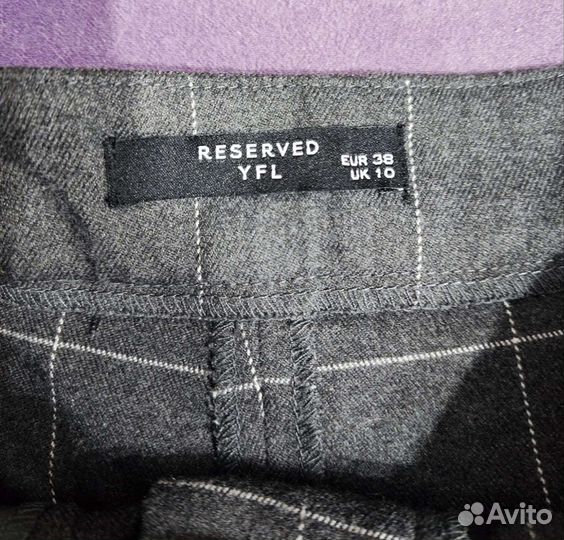 RESERVED
YFL
EUR 38
UK 10
Avito